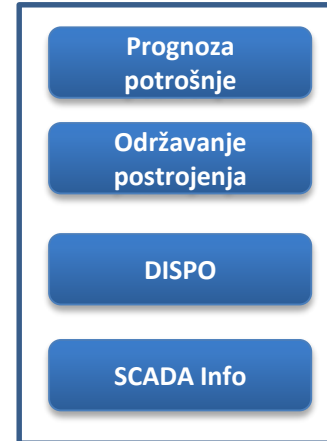 Prognoza
potrošnje
Održavanje
postrojenja
DISPO
SCADA Info